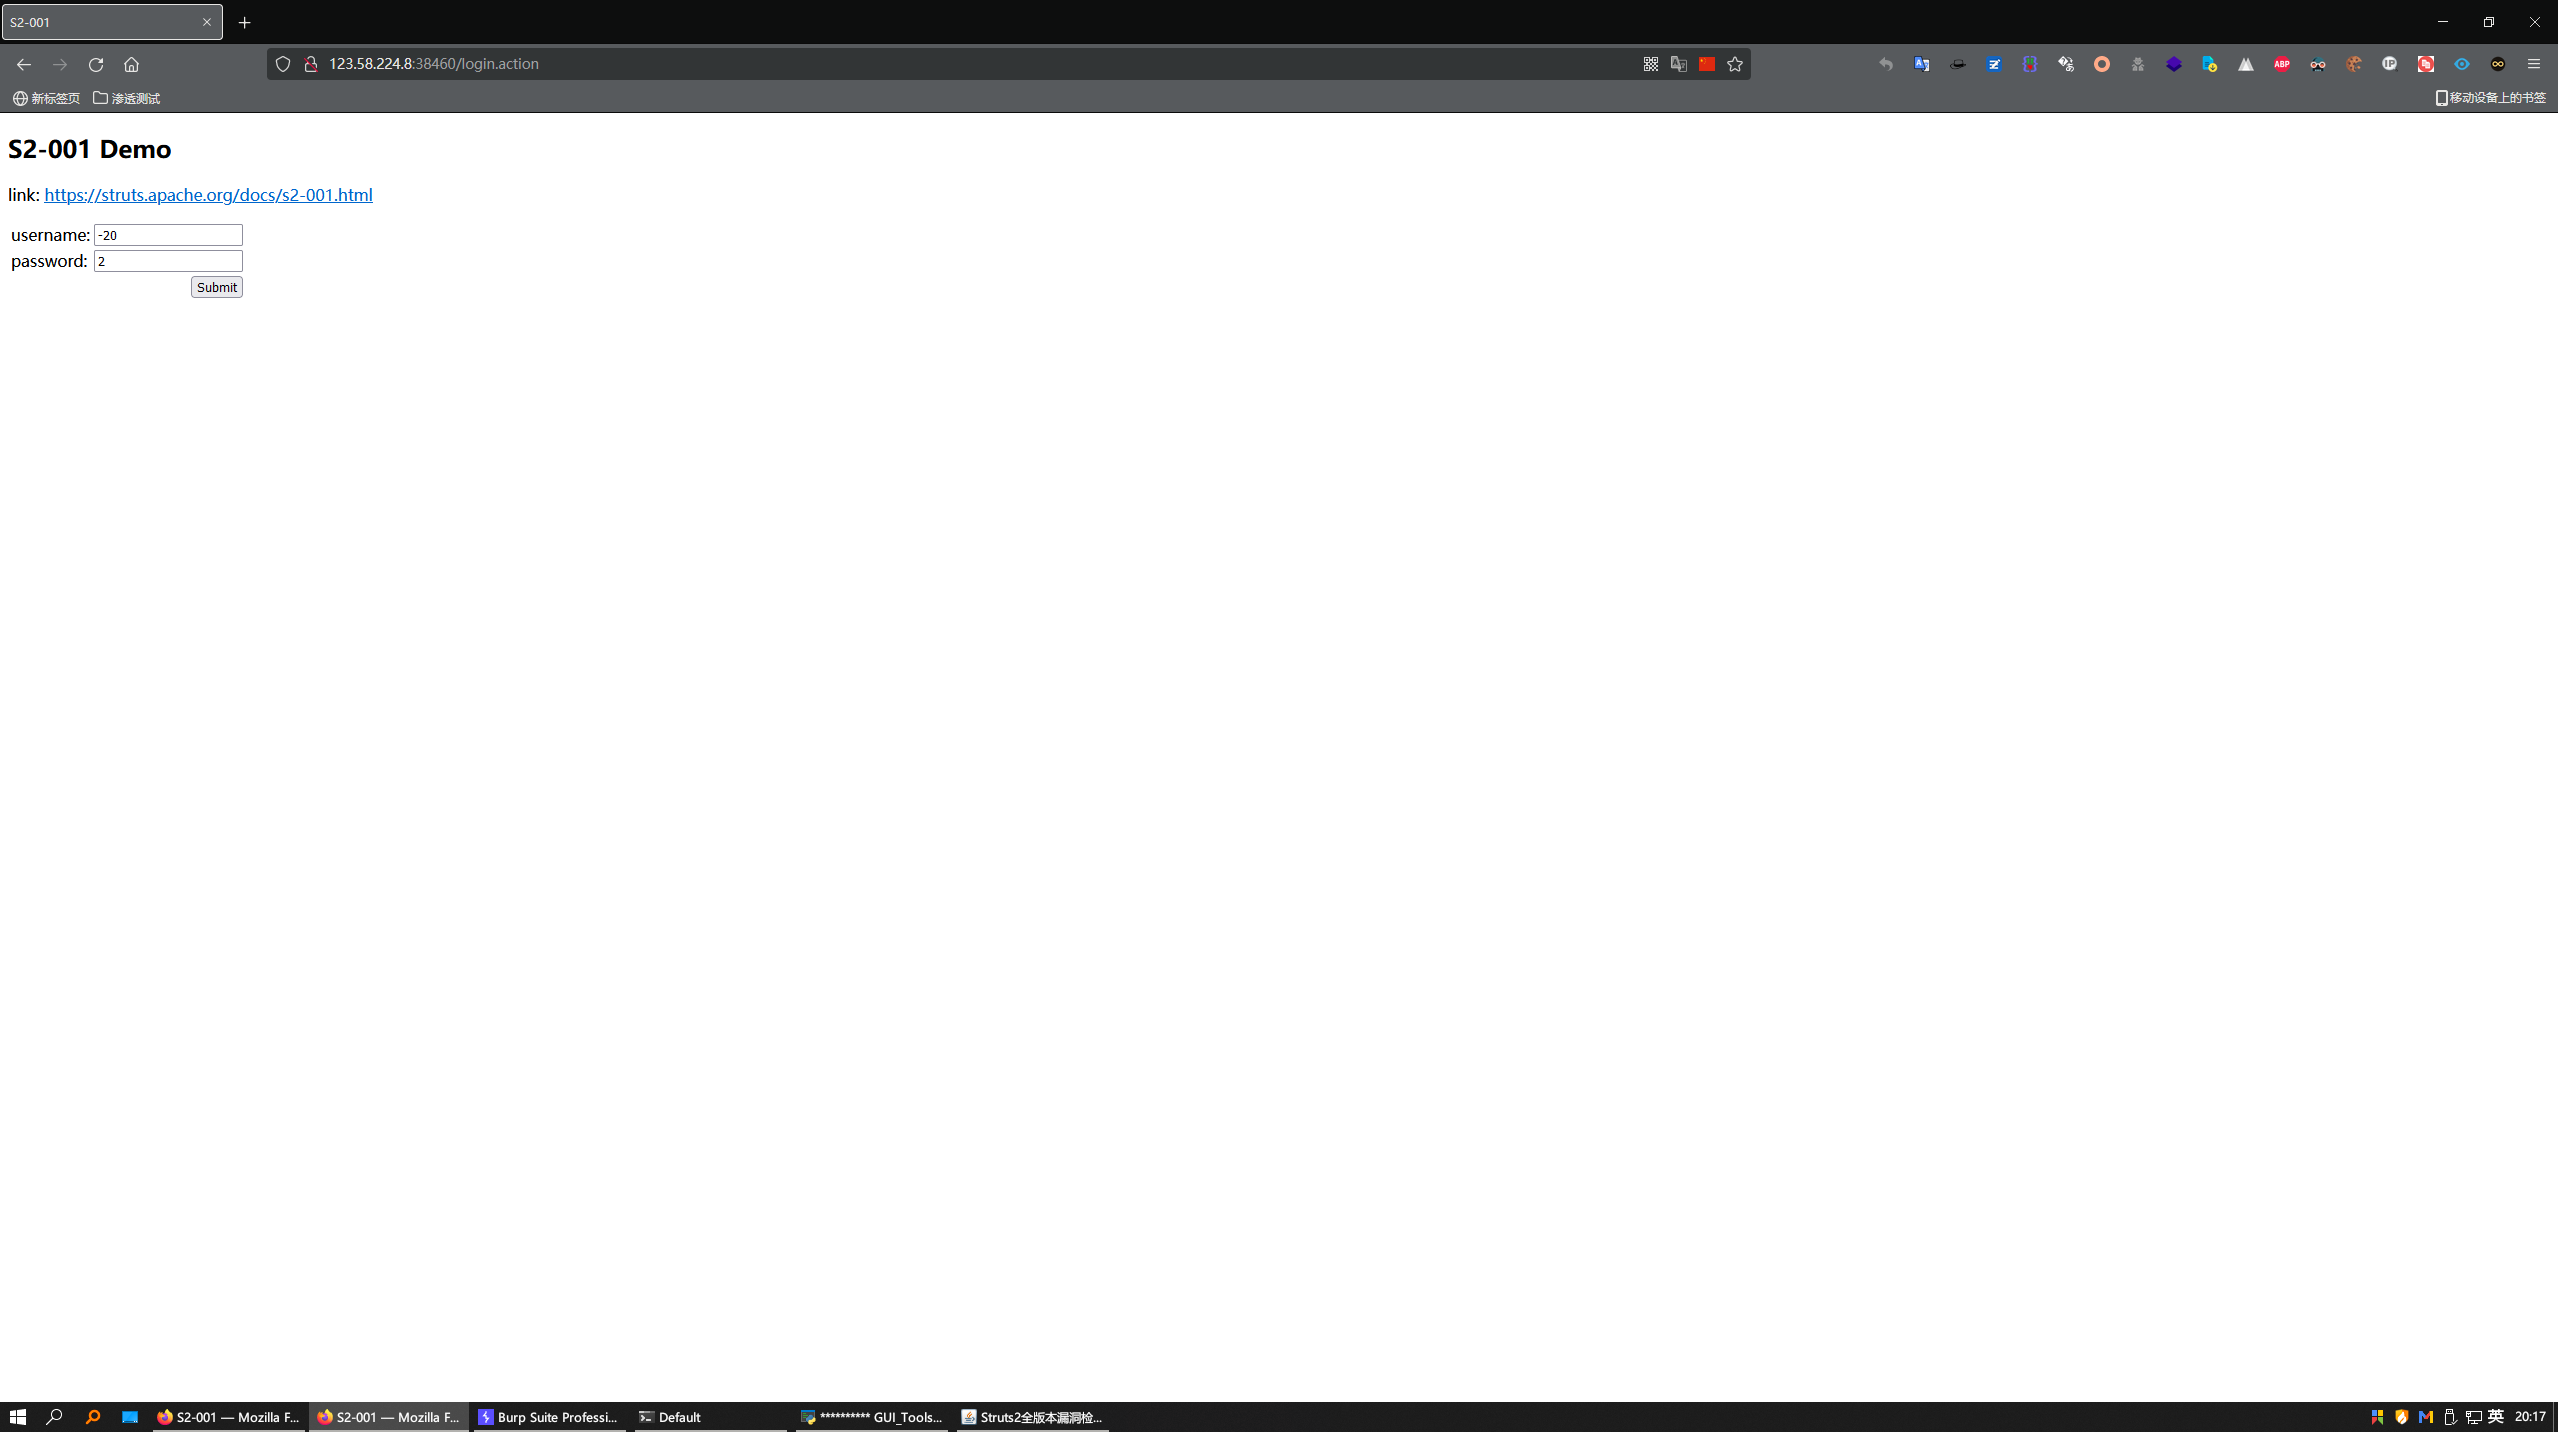 S2-001
123.58.224.8:38460/login.action
ABP
IP
新标签页
渗透测试
移动设备上的书签
S2-001 Demo
link: https://struts.apache.org/docs/s2-001.html
username: -20
password: 2
Submit
S2-001 — Mozilla F...
S2-001 — Mozilla F...
Burp Suite Professi...
Default
********** GUI_Tools...
Struts2全版本漏洞检...
英
20:17